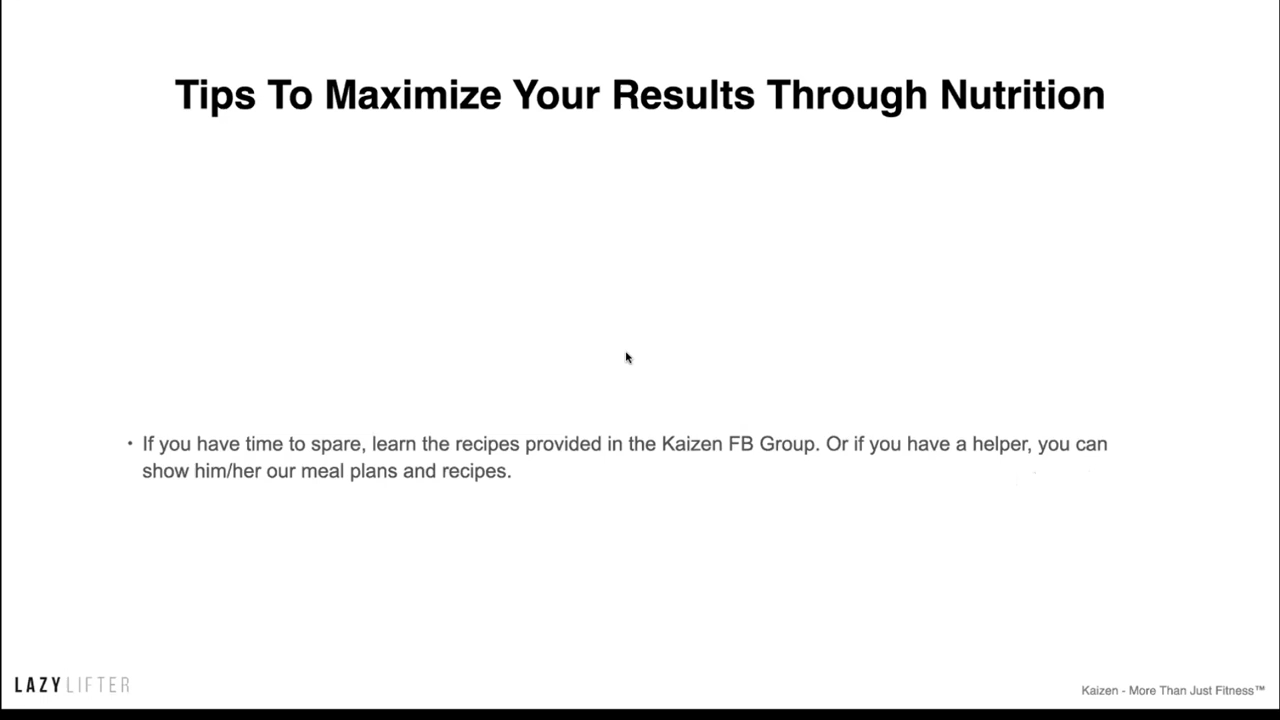 Tips To Maximize Your Results Through Nutrition
• If you have time to spare, learn the recipes provided in the Kaizen FB Group. Or if you have a helper, you can
show him/her our meal plans and recipes.
LAZYLIFTER
Kaizen - More Than Just Fitness™